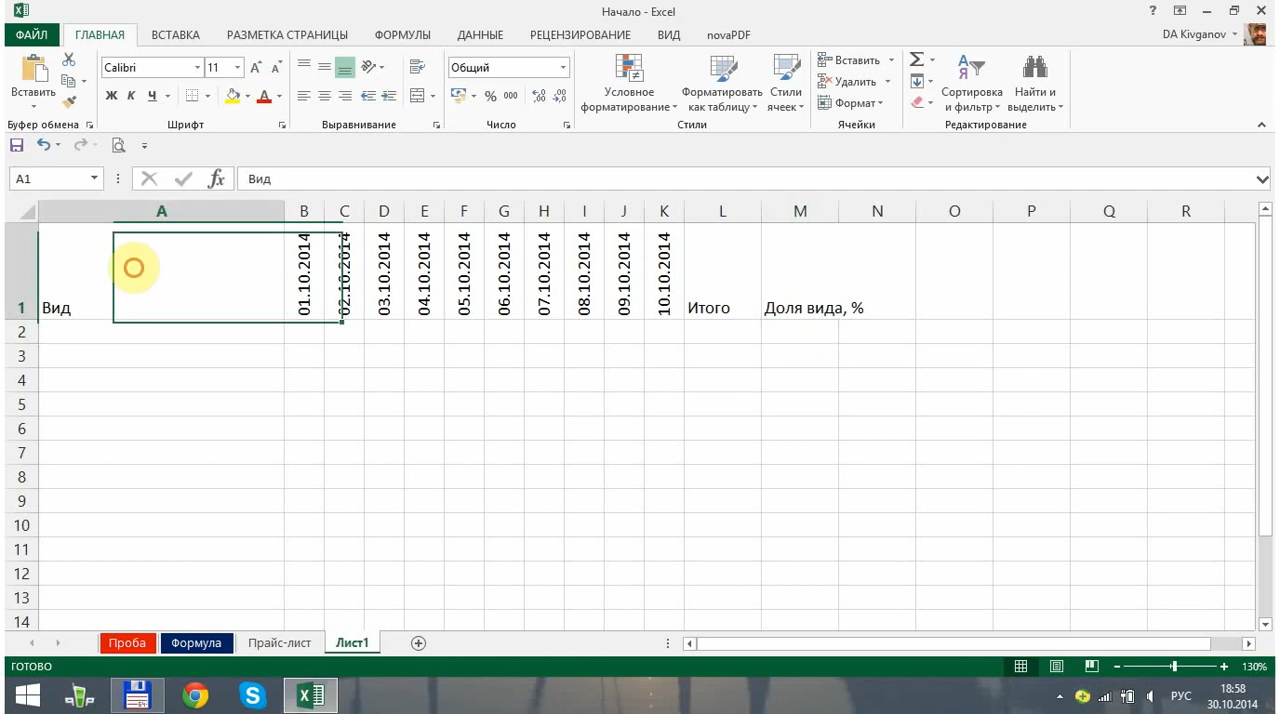 Начало - Excel
?
ФАЙЛ ГЛАВНАЯ ВСТАВКА РАЗМЕТКА СТРАНИЦЫ ФОРМУЛЫ ДАННЫЕ РЕЦЕНЗИРОВАНИЕ ВИД novaPDF DA Kivganov
Вставить
Calibri 11
Ж К Ч
Общий
% 000
Условное форматирование
Форматировать как таблицу
Стили ячеек
Вставить
Удалить
Формат
Сортировка и фильтр
Найти и выделить
Буфер обмена Шрифт Выравнивание Число Стили Ячейки Редактирование
A1 fx Вид
A B C D E F G H I J K L M N O P Q R
1 Вид 01.10.2014 02.10.2014 03.10.2014 04.10.2014 05.10.2014 06.10.2014 07.10.2014 08.10.2014 09.10.2014 10.10.2014 Итого Доля вида, %
2
3
4
5
6
7
8
9
10
11
12
13
14
Проба Формула Прайс-лист Лист1
ГОТОВО 130%
РУС 18:58
30.10.2014